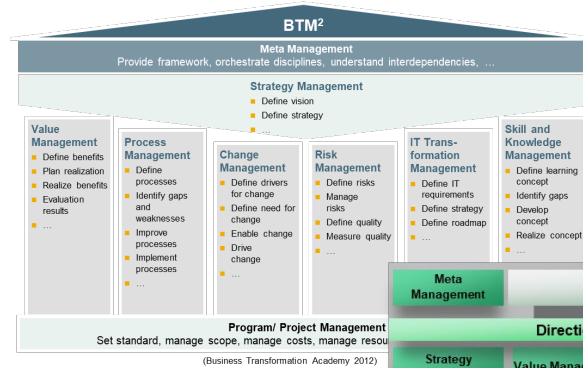 BTM²
Meta Management
Provide framework, orchestrate disciplines, understand interdependencies, …
Strategy Management
Define vision
Define strategy
…
Value
Management
Define benefits
Plan realization
Realize benefits
Evaluation
results
…
Process
Management
Define
processes
Identify gaps
and
weaknesses
Improve
processes
Implement
processes
…
Change
Management
Define drivers
for change
Define need for
change
Enable change
Drive
change
…
Risk
Management
Define risks
Manage
risks
Define quality
Measure quality
…
IT Trans-
formation
Management
Define IT
requirements
Define strategy
Define roadmap
…
Skill and
Knowledge
Management
Define learning
concept
Identify gaps
Develop
concept
Realize concept
…
Program/ Project Management
Set standard, manage scope, manage costs, manage resou
(Business Transformation Academy 2012)
Meta
Management
Directi
Strategy
Value Mana